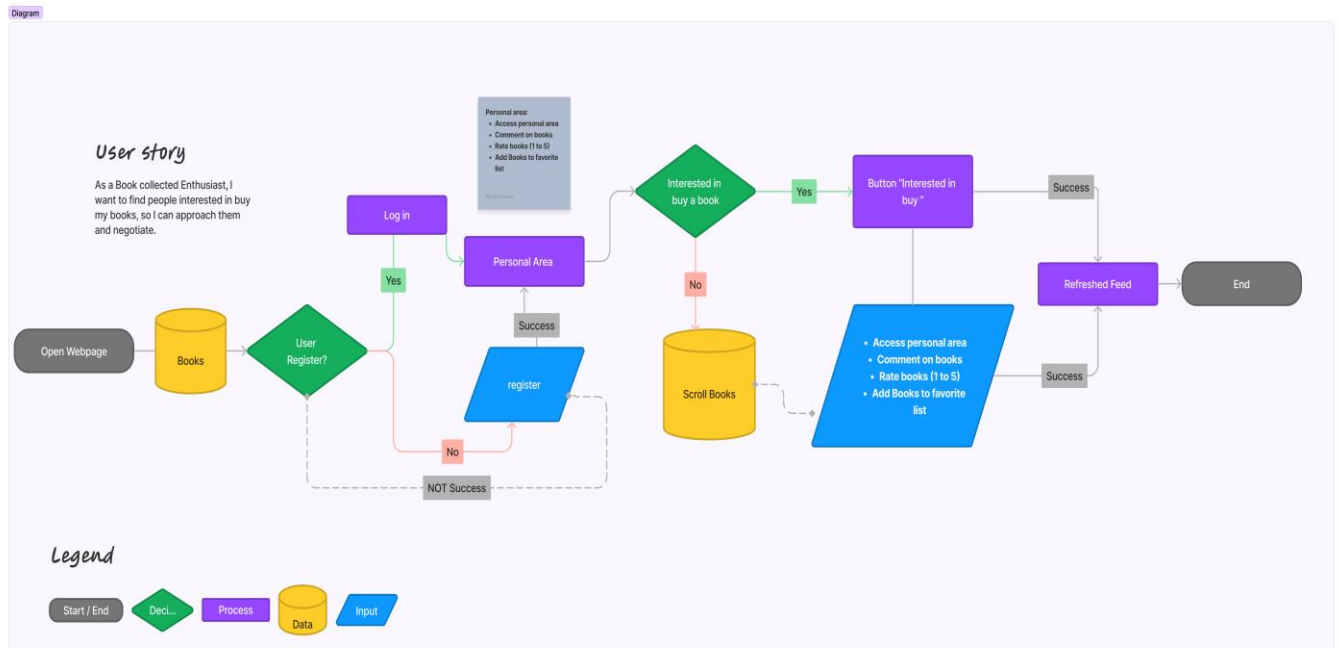 Diagram
User story
As a Book collected Enthusiast, I
want to find people interested in buy
my books, so I can approach them
and negotiate.
Personal area:
• Access personal area
• Comment on books
• Rate books (1 to 5)
• Add Books to favorite
list
Log in
Personal Area
Yes
Success
Open Webpage
Books
User
Register?
register
No
NOT Success
Interested in
buy a book
Yes
No
Scroll Books
Button "Interested in
buy "
Success
• Access personal area
• Comment on books
• Rate books (1 to 5)
• Add Books to favorite
list
Success
Refreshed Feed
End
Legend
Start / End
Deci...
Process
Data
Input